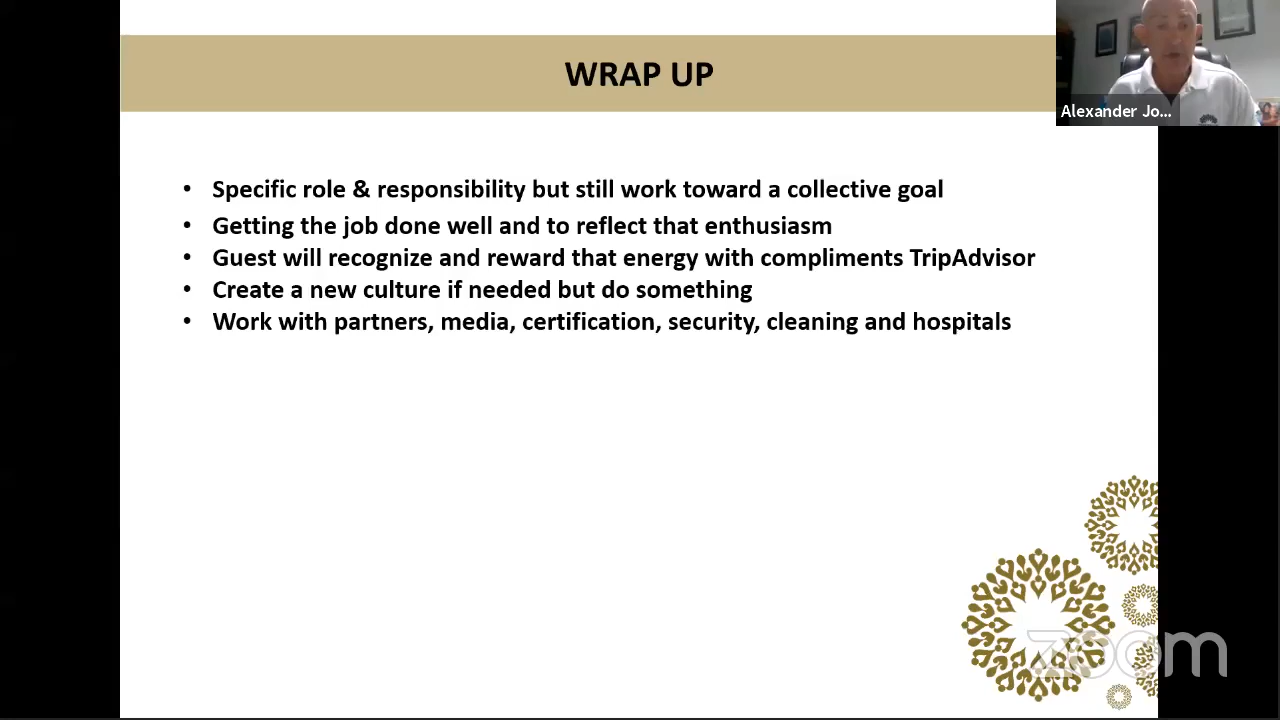 WRAP UP
Alexander Jo...
• Specific role & responsibility but still work toward a collective goal
• Getting the job done well and to reflect that enthusiasm
• Guest will recognize and reward that energy with compliments TripAdvisor
• Create a new culture if needed but do something
• Work with partners, media, certification, security, cleaning and hospitals
zoom